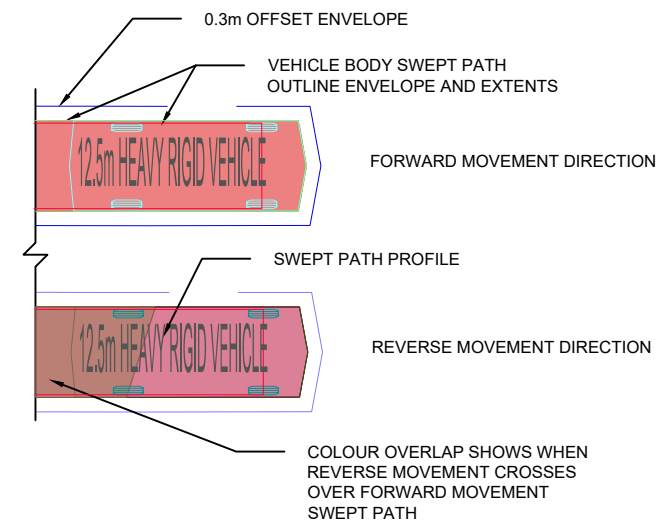 0.3m OFFSET ENVELOPE
VEHICLE BODY SWEPT PATH
OUTLINE ENVELOPE AND EXTENTS
12.5m HEAVY RIGID VEHICLE
FORWARD MOVEMENT DIRECTION
SWEPT PATH PROFILE
12.5m HEAVY RIGID VEHICLE
REVERSE MOVEMENT DIRECTION
COLOUR OVERLAP SHOWS WHEN
REVERSE MOVEMENT CROSSES
OVER FORWARD MOVEMENT
SWEPT PATH